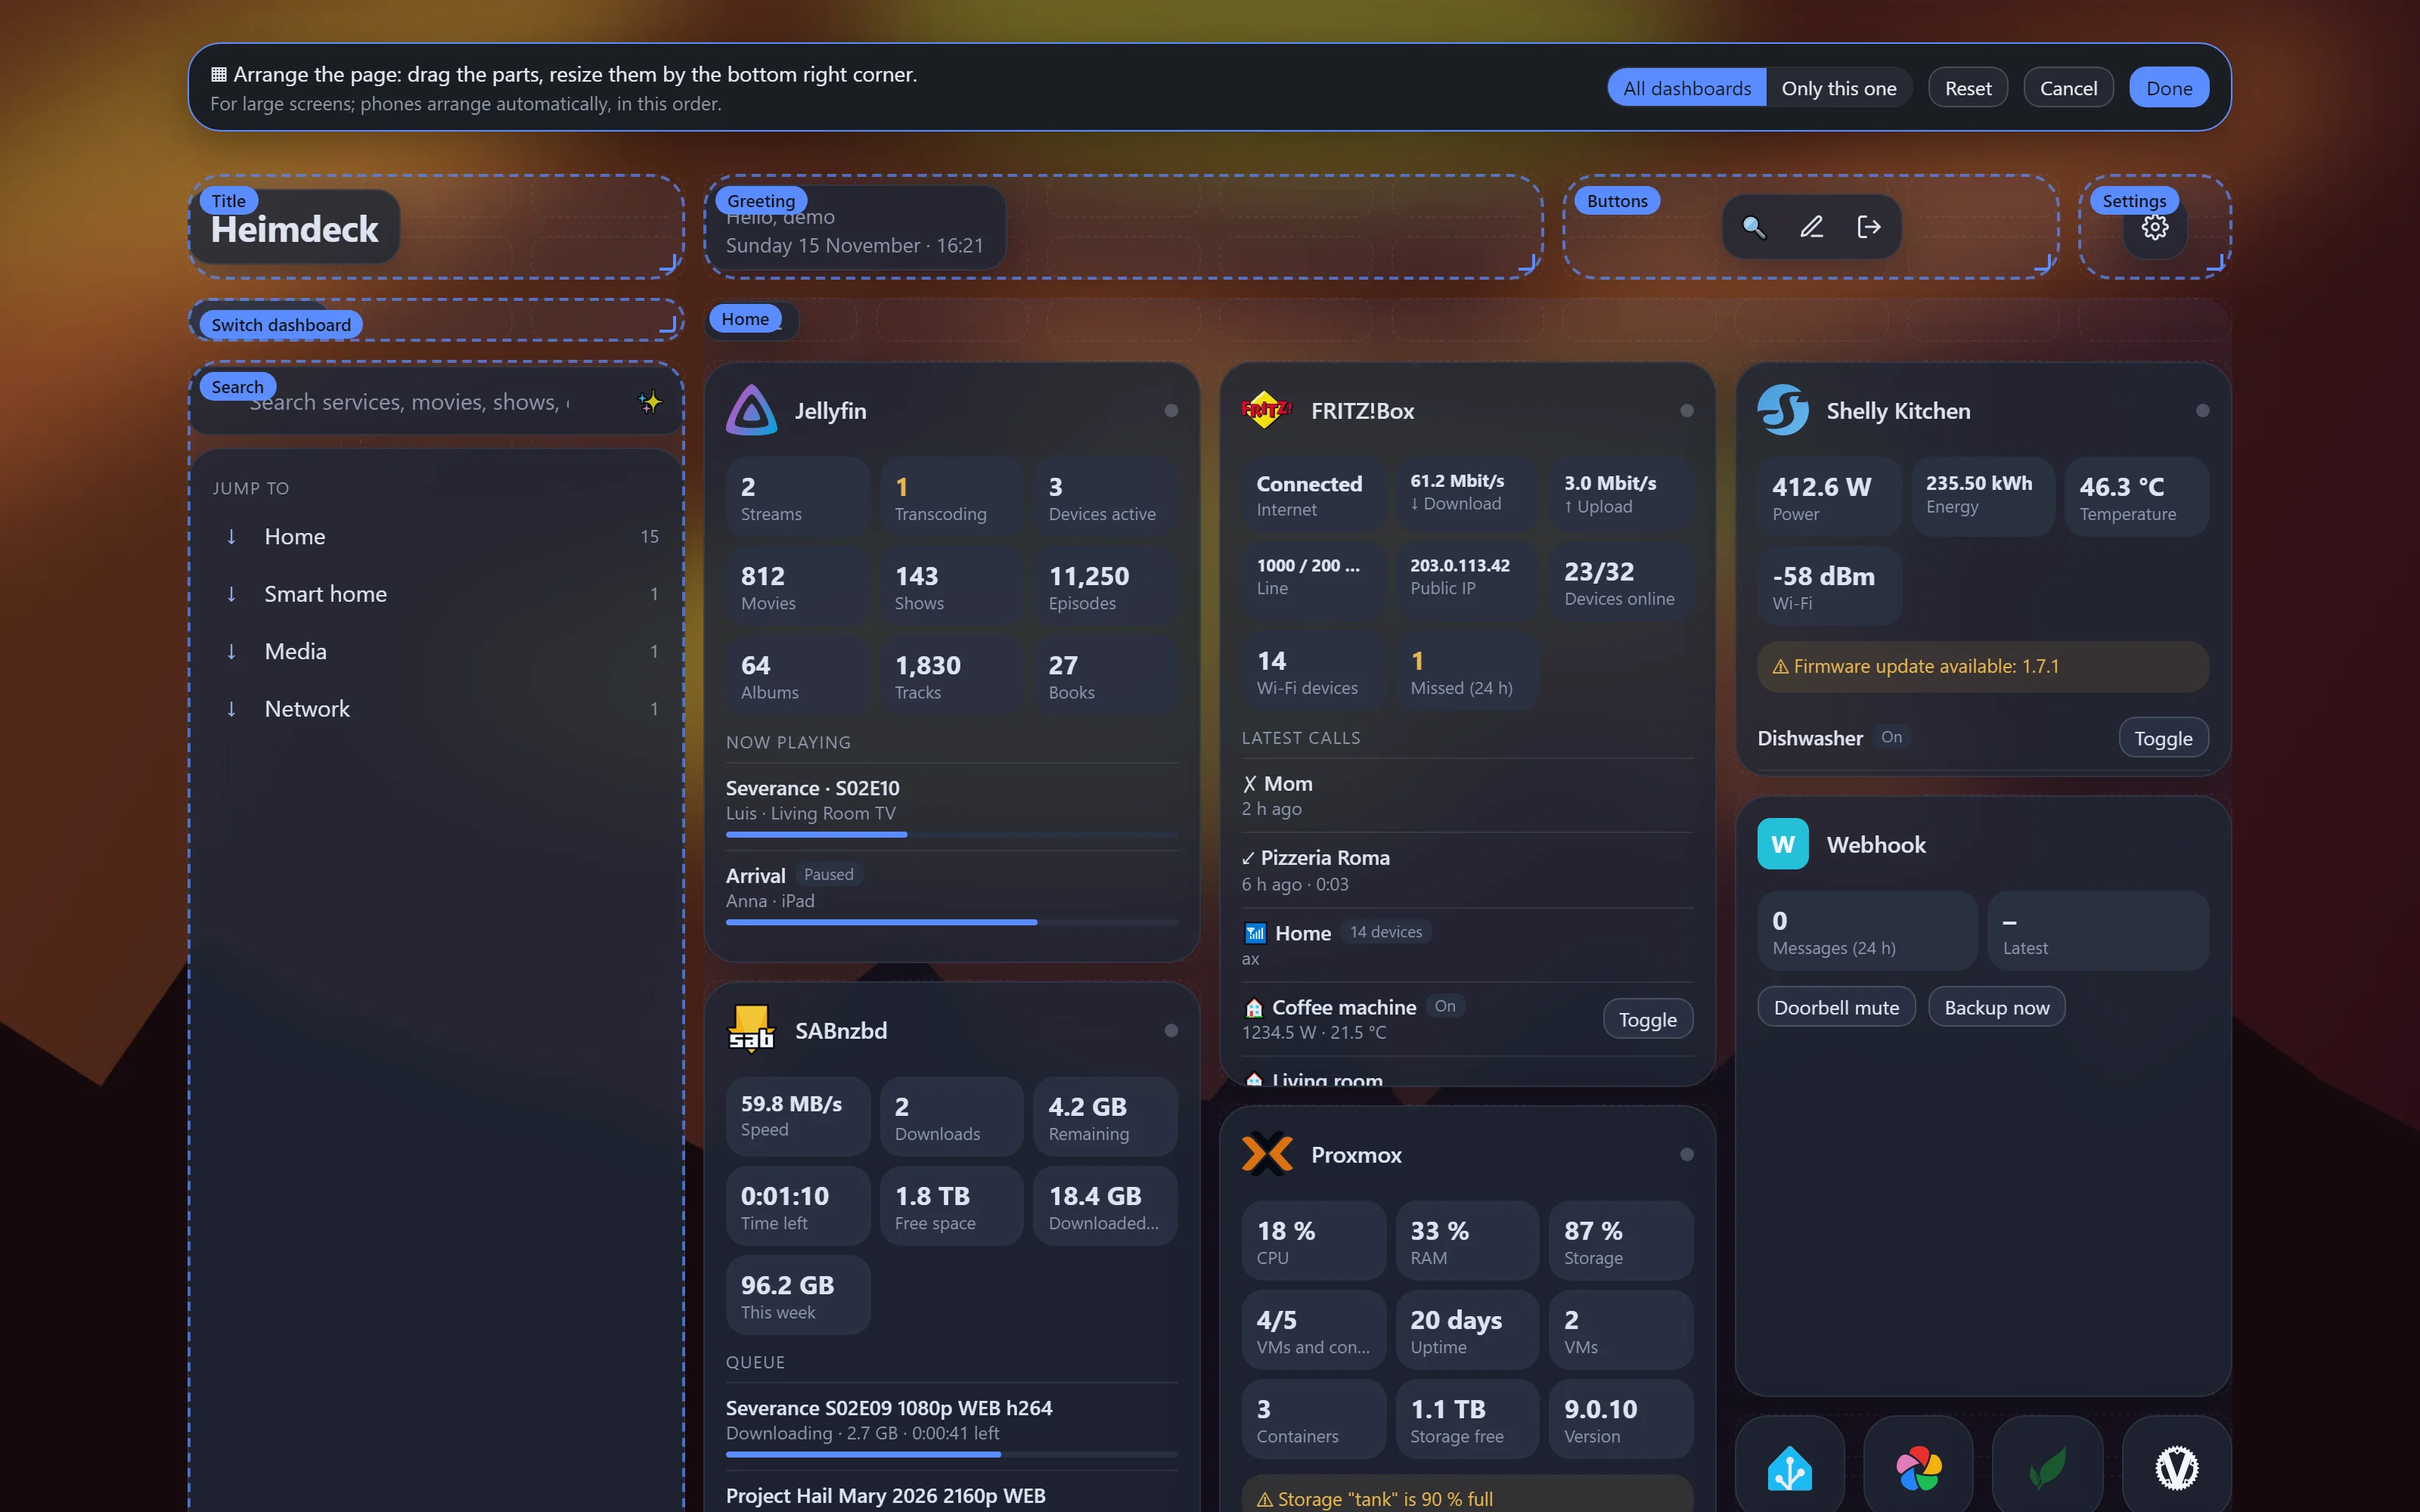 ▦ Arrange the page: drag the parts, resize them by the bottom right corner.
For large screens; phones arrange automatically, in this order.
All dashboards
Only this one
Reset
Cancel
Done
Title
Heimdeck
Greeting
Hello, demo
Sunday 15 November · 16:21
Buttons
Settings
Switch dashboard
Home
Search
Search services, movies, shows,
JUMP TO
↓ Home 15
↓ Smart home 1
↓ Media 1
↓ Network 1
Jellyfin
2
Streams
1
Transcoding
3
Devices active
812
Movies
143
Shows
11,250
Episodes
64
Albums
1,830
Tracks
27
Books
NOW PLAYING
Severance · S02E10
Luis · Living Room TV
Arrival Paused
Anna · iPad
sab
SABnzbd
59.8 MB/s
Speed
2
Downloads
4.2 GB
Remaining
0:01:10
Time left
1.8 TB
Free space
18.4 GB
Downloaded...
96.2 GB
This week
QUEUE
Severance S02E09 1080p WEB h264
Downloading · 2.7 GB · 0:00:41 left
Project Hail Mary 2026 2160p WEB
FRITZ!
FRITZ!Box
Connected
Internet
61.2 Mbit/s
↓ Download
3.0 Mbit/s
↑ Upload
1000 / 200 ...
Line
203.0.113.42
Public IP
23/32
Devices online
14
Wi-Fi devices
1
Missed (24 h)
LATEST CALLS
✗ Mom
2 h ago
↙ Pizzeria Roma
6 h ago · 0:03
📶 Home 14 devices
ax
🏠 Coffee machine On
1234.5 W · 21.5 °C
Toggle
🏠 Living room
Proxmox
18 %
CPU
33 %
RAM
87 %
Storage
4/5
VMs and con...
20 days
Uptime
2
VMs
3
Containers
1.1 TB
Storage free
9.0.10
Version
⚠ Storage "tank" is 90 % full
Shelly Kitchen
412.6 W
Power
235.50 kWh
Energy
46.3 °C
Temperature
-58 dBm
Wi-Fi
⚠ Firmware update available: 1.7.1
Dishwasher On
Toggle
W
Webhook
0
Messages (24 h)
–
Latest
Doorbell mute
Backup now
V